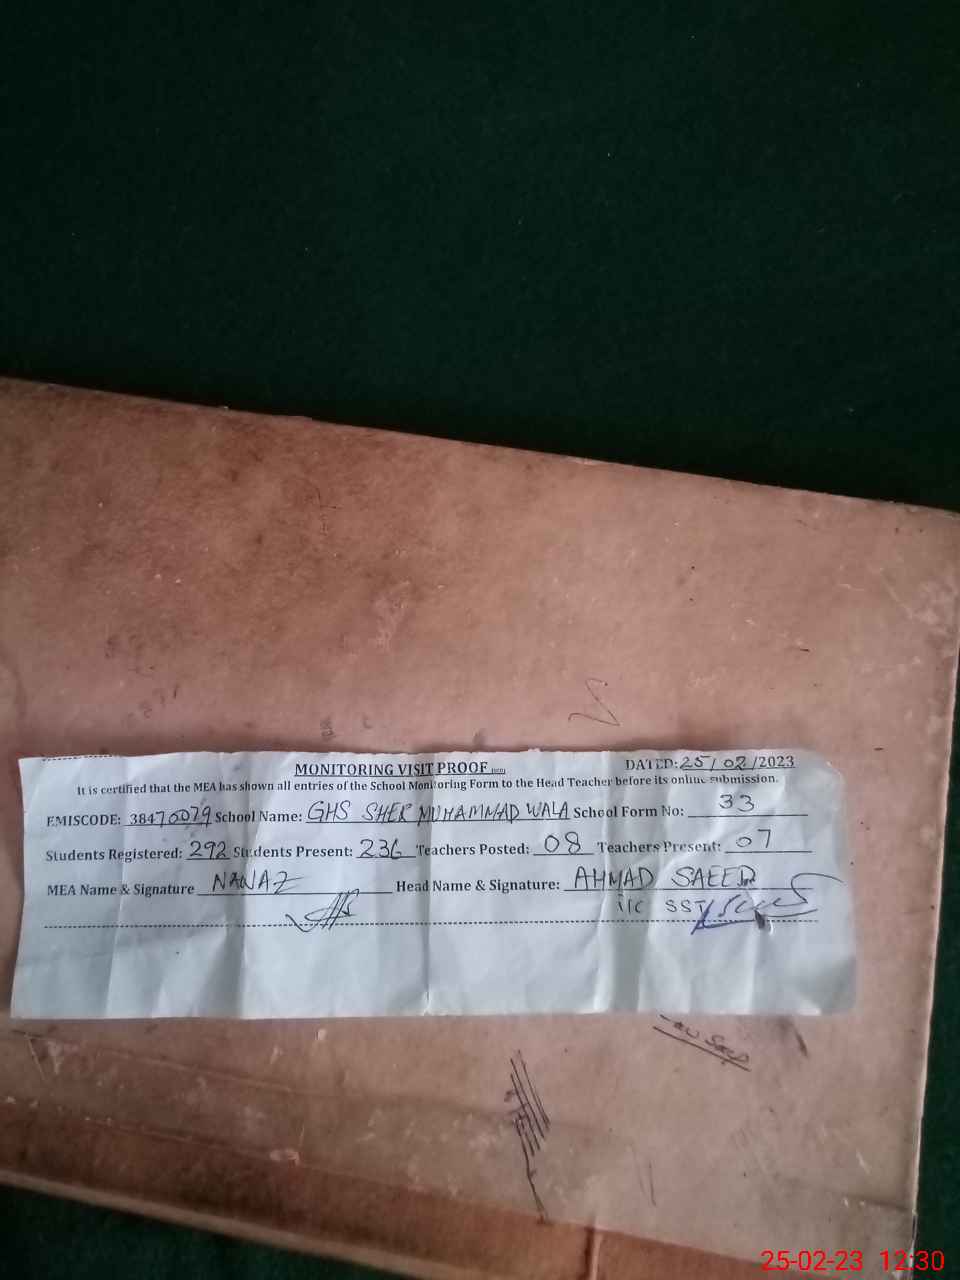 MONITORING VISIT PROOF
DATED: 25/02/2023
It is certified that the MEA has shown all entries of the School Monitoring Form to the Head Teacher before its online submission.
EMISCODE: 38470079 School Name: GHS SHER MUHAMMAD WALA School Form No: 33
Students Registered: 292 Students Present: 236 Teachers Posted: 08 Teachers Present: 07
MEA Name & Signature NAWAZ Head Name & Signature: AHMAD SAEED
I/C SST
25-02-23 12:30